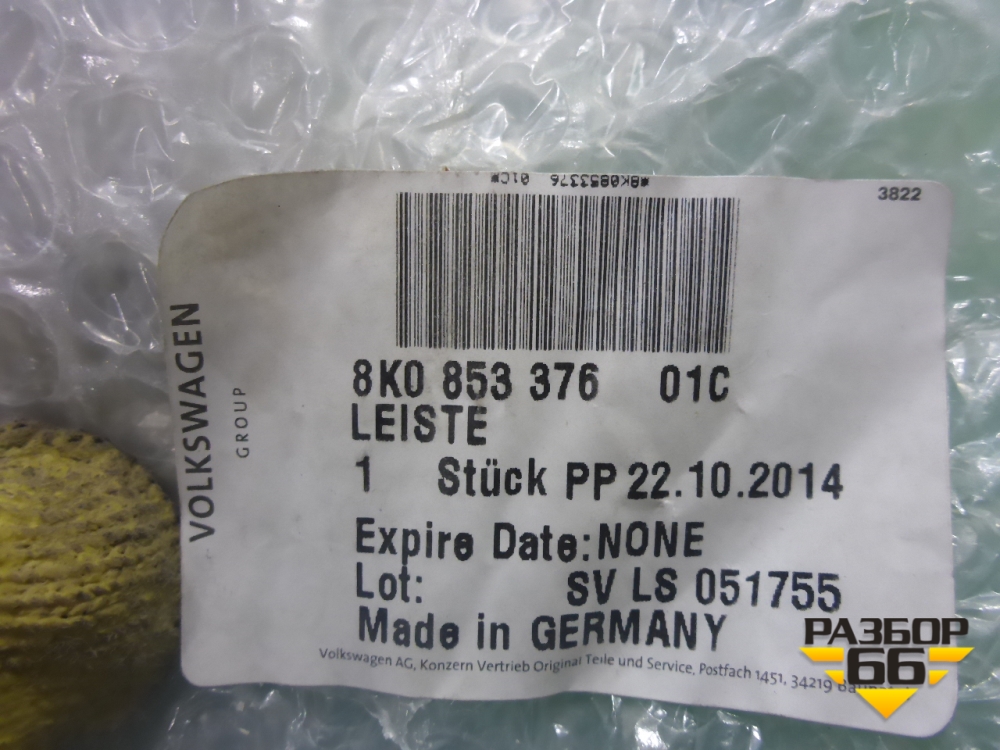 *8K0853376 01C*
3822
VOLKSWAGEN
GROUP
8K0 853 376 01C
LEISTE
1 Stück PP 22.10.2014
Expire Date:NONE
Lot: SV LS 051755
Made in GERMANY
Volkswagen AG, Konzern Vertrieb Original Teile und Service, Postfach 1451, 34219
РАЗБОР
66